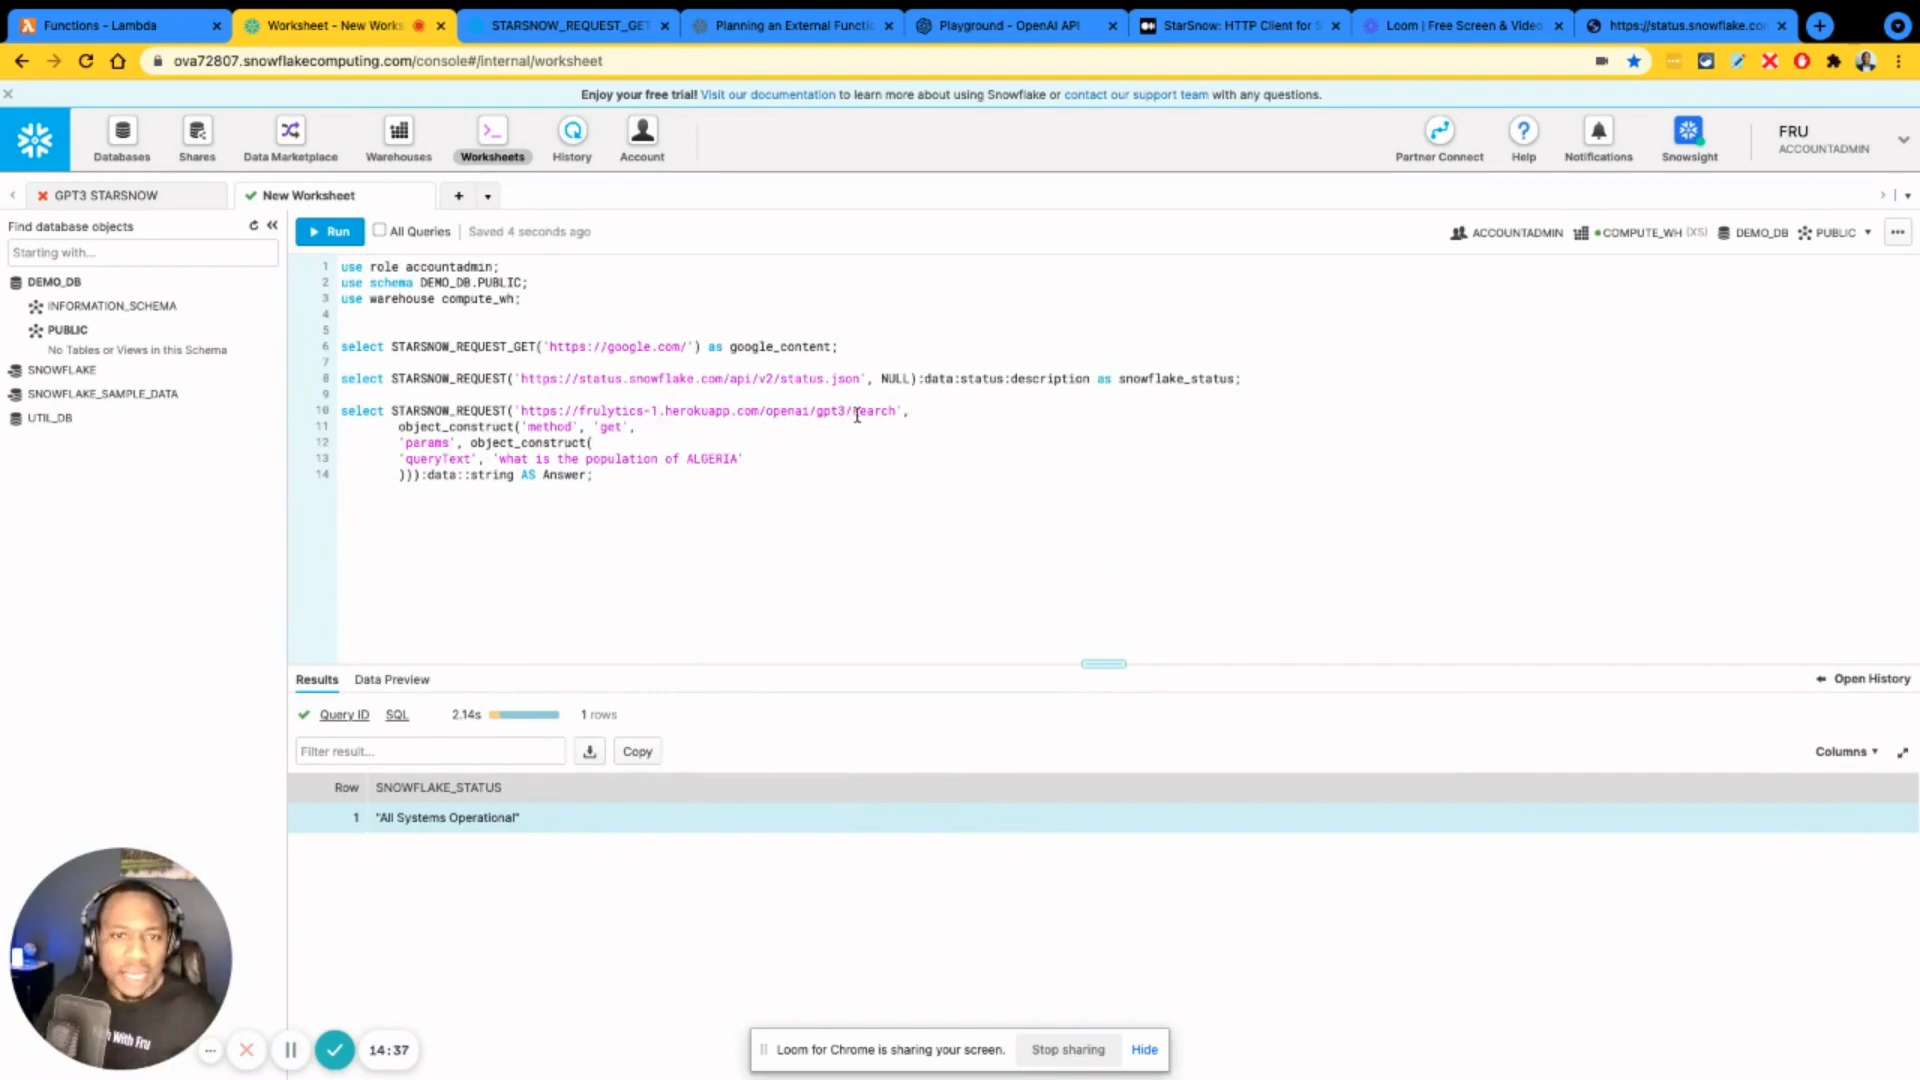 Functions - Lambda
Worksheet - New Works
STARSNOW_REQUEST_GET
Planning an External Functio
Playground - OpenAI API
StarSnow: HTTP Client for S
Loom | Free Screen & Video
https://status.snowflake.co
ova72807.snowflakecomputing.com/console#/internal/worksheet
Enjoy your free trial! Visit our documentation to learn more about using Snowflake or contact our support team with any questions.
Databases
Shares
Data Marketplace
Warehouses
Worksheets
History
Account
Partner Connect
Help
Notifications
Snowsight
FRU
ACCOUNTADMIN
GPT3 STARSNOW
New Worksheet
Find database objects
Starting with...
DEMO_DB
INFORMATION_SCHEMA
PUBLIC
No Tables or Views in this Schema
SNOWFLAKE
SNOWFLAKE_SAMPLE_DATA
UTIL_DB
Run
All Queries
Saved 4 seconds ago
ACCOUNTADMIN
COMPUTE_WH (XS)
DEMO_DB
PUBLIC
1 use role accountadmin;
2 use schema DEMO_DB.PUBLIC;
3 use warehouse compute_wh;
4
5
6 select STARSNOW_REQUEST_GET('https://google.com/') as google_content;
7
8 select STARSNOW_REQUEST('https://status.snowflake.com/api/v2/status.json', NULL):data:status:description as snowflake_status;
9
10 select STARSNOW_REQUEST('https://frulytics-1.herokuapp.com/openai/gpt3/search',
11 object_construct('method', 'get',
12 'params', object_construct(
13 'queryText', 'what is the population of ALGERIA'
14 ))):data::string AS Answer;
Results
Data Preview
Open History
Query ID
SQL
2.14s
1 rows
Filter result...
Copy
Columns
Row
SNOWFLAKE_STATUS
1
"All Systems Operational"
With Fru
14:37
Loom for Chrome is sharing your screen.
Stop sharing
Hide